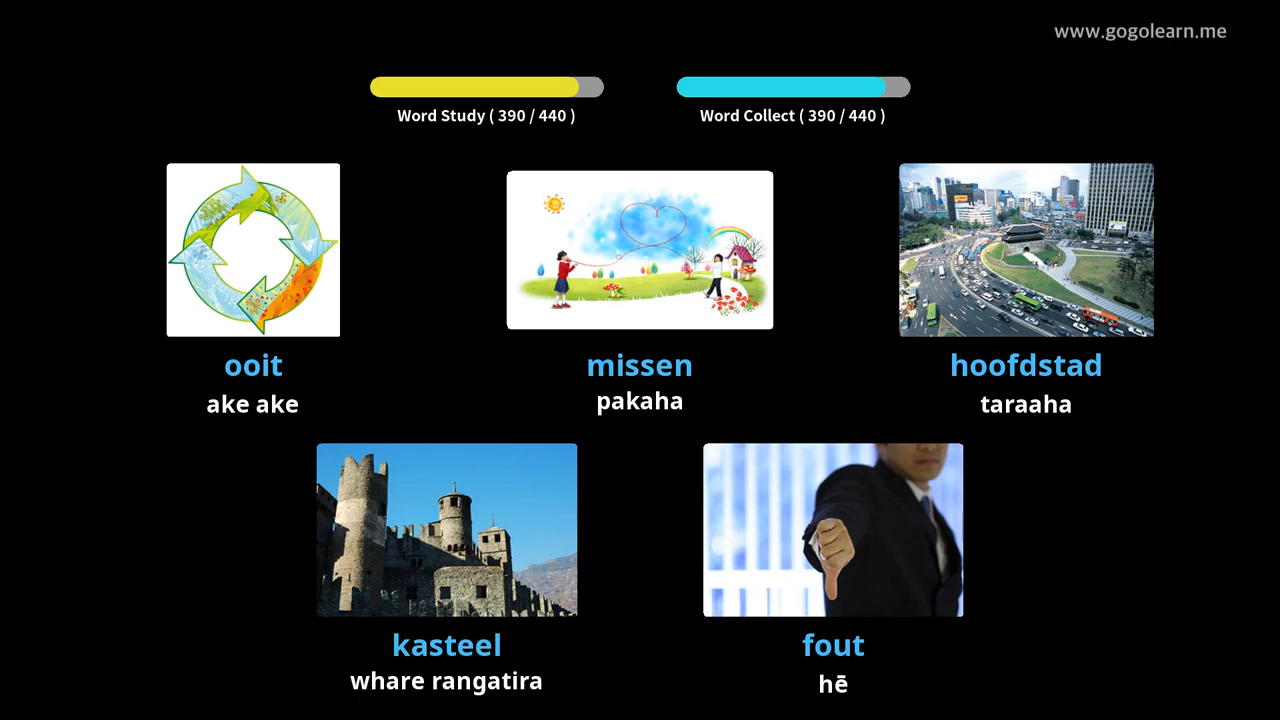 www.gogolearn.me
Word Study ( 390 / 440 )
Word Collect ( 390 / 440 )
ooit
ake ake
missen
pakaha
hoofdstad
taraaha
kasteel
whare rangatira
fout
hē